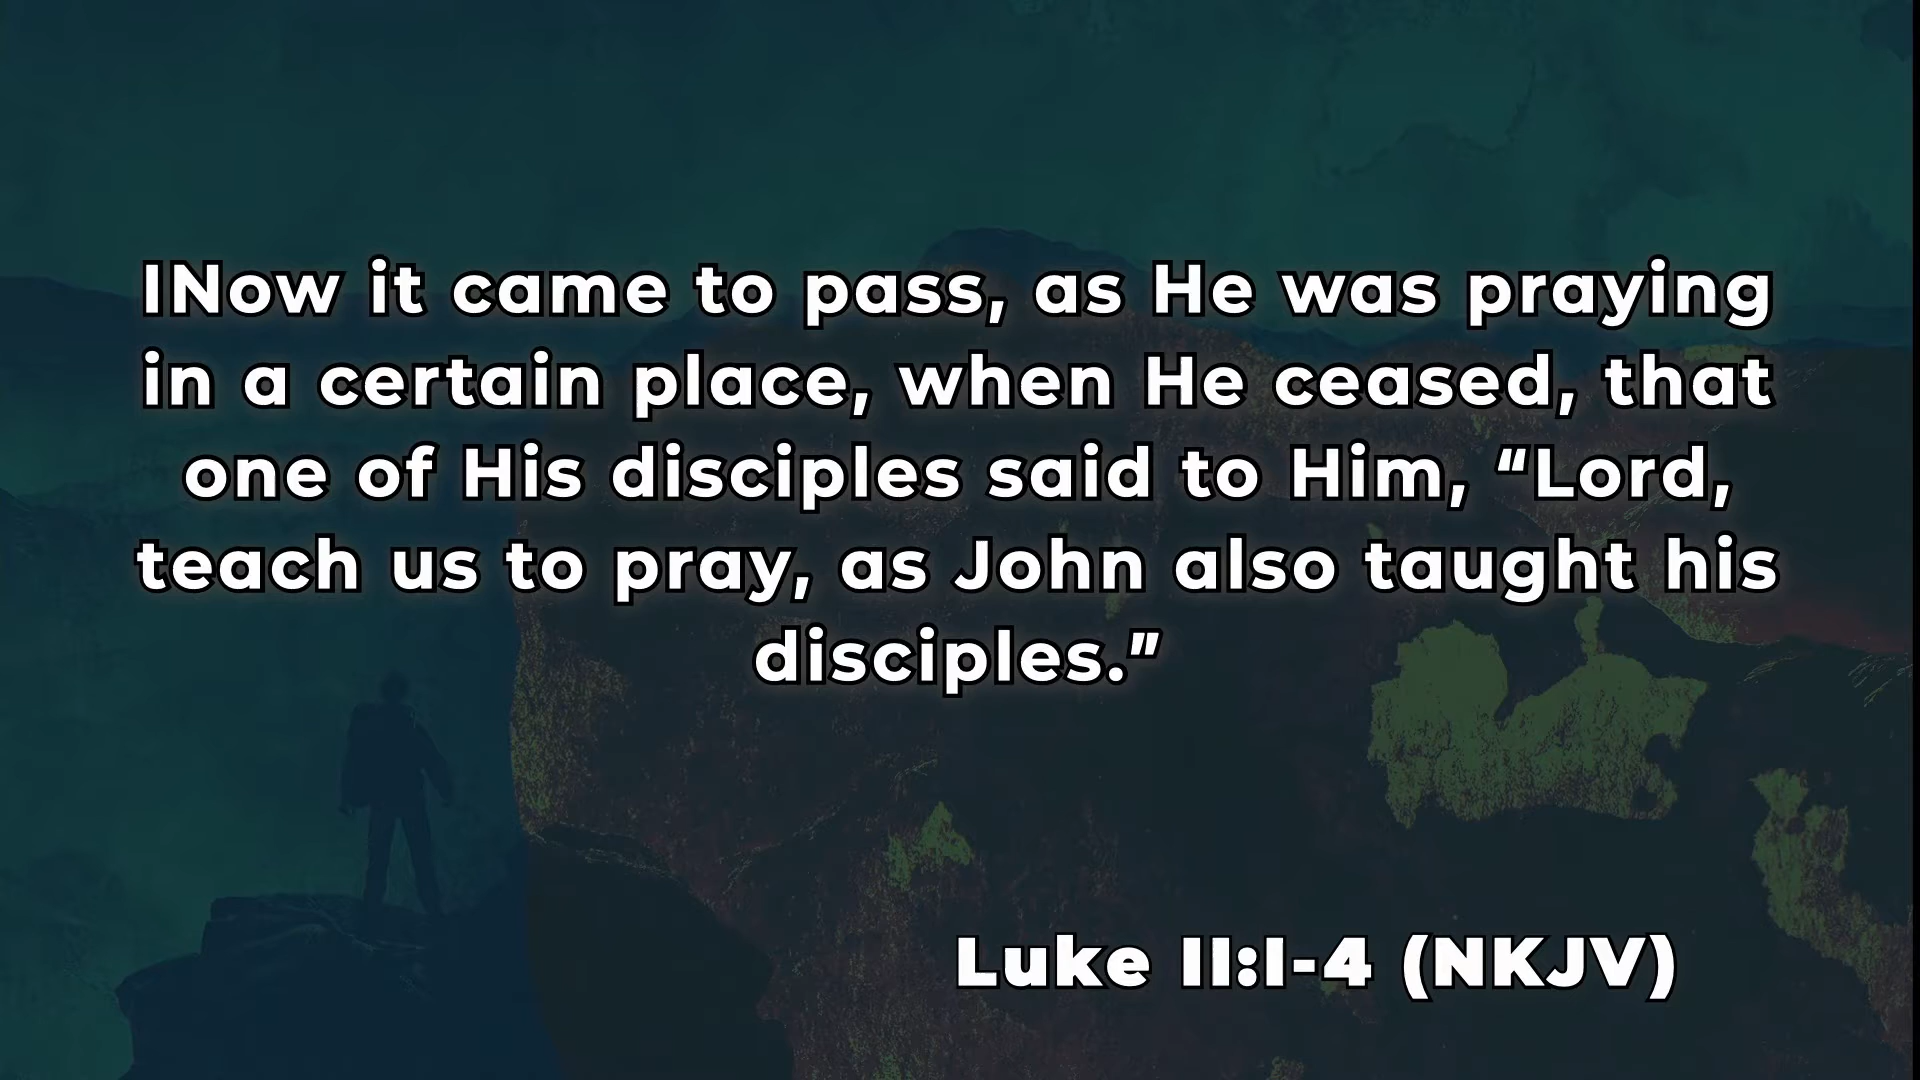 1Now it came to pass, as He was praying
in a certain place, when He ceased, that
one of His disciples said to Him, “Lord,
teach us to pray, as John also taught his
disciples.”
Luke 11:1-4 (NKJV)